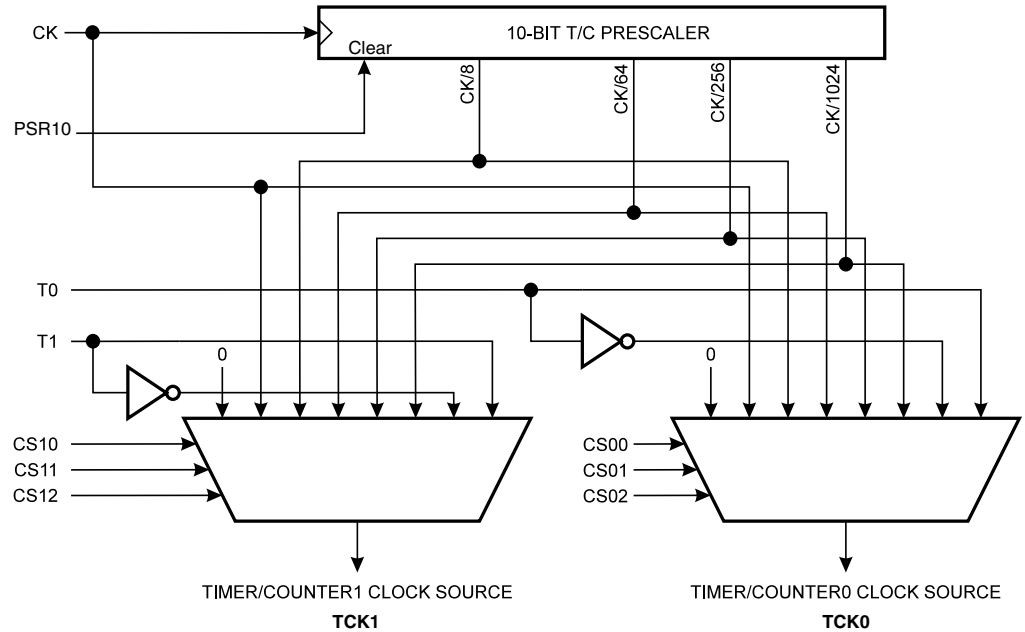 CK
10-BIT T/C PRESCALER
Clear
CK/8
CK/64
CK/256
CK/1024
PSR10
T0
T1
0
0
CS10
CS11
CS12
CS00
CS01
CS02
TIMER/COUNTER1 CLOCK SOURCE
TCK1
TIMER/COUNTER0 CLOCK SOURCE
TCK0